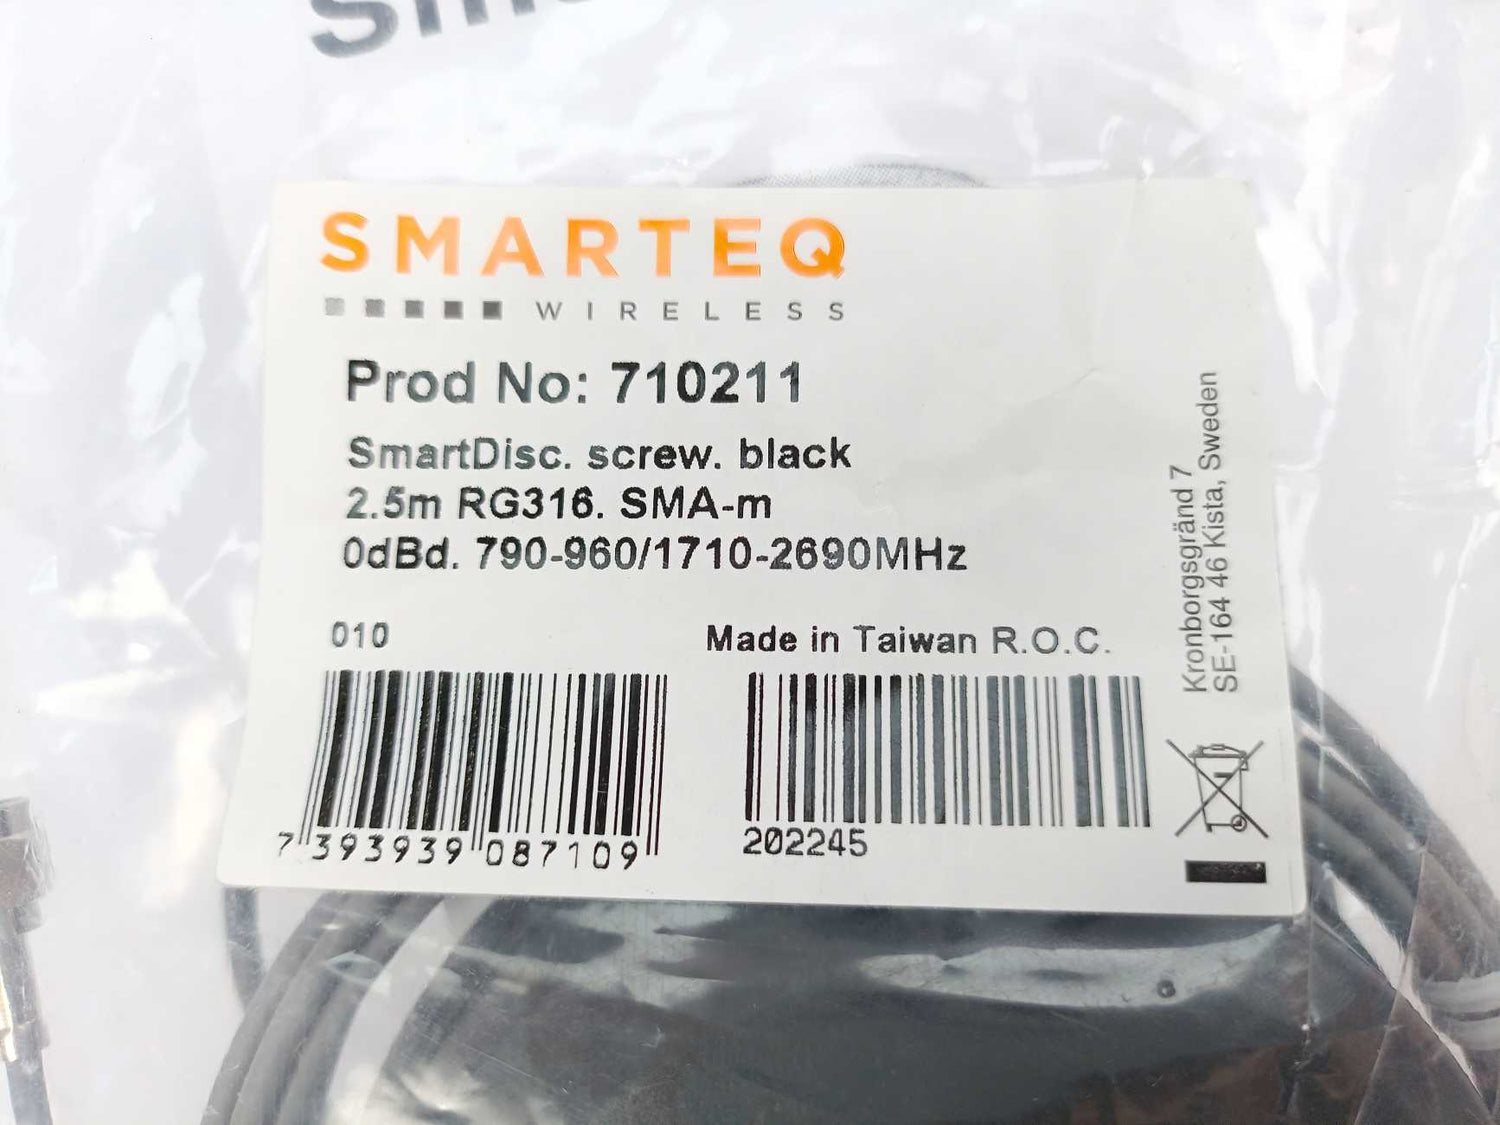 SMARTEQ
WIRELESS
Prod No: 710211
SmartDisc. screw. black
2.5m RG316. SMA-m
0dBd. 790-960/1710-2690MHz
010
Made in Taiwan R.O.C.
7 393939 087109
202245
Kronborgsgränd 7
SE-164 46 Kista, Sweden